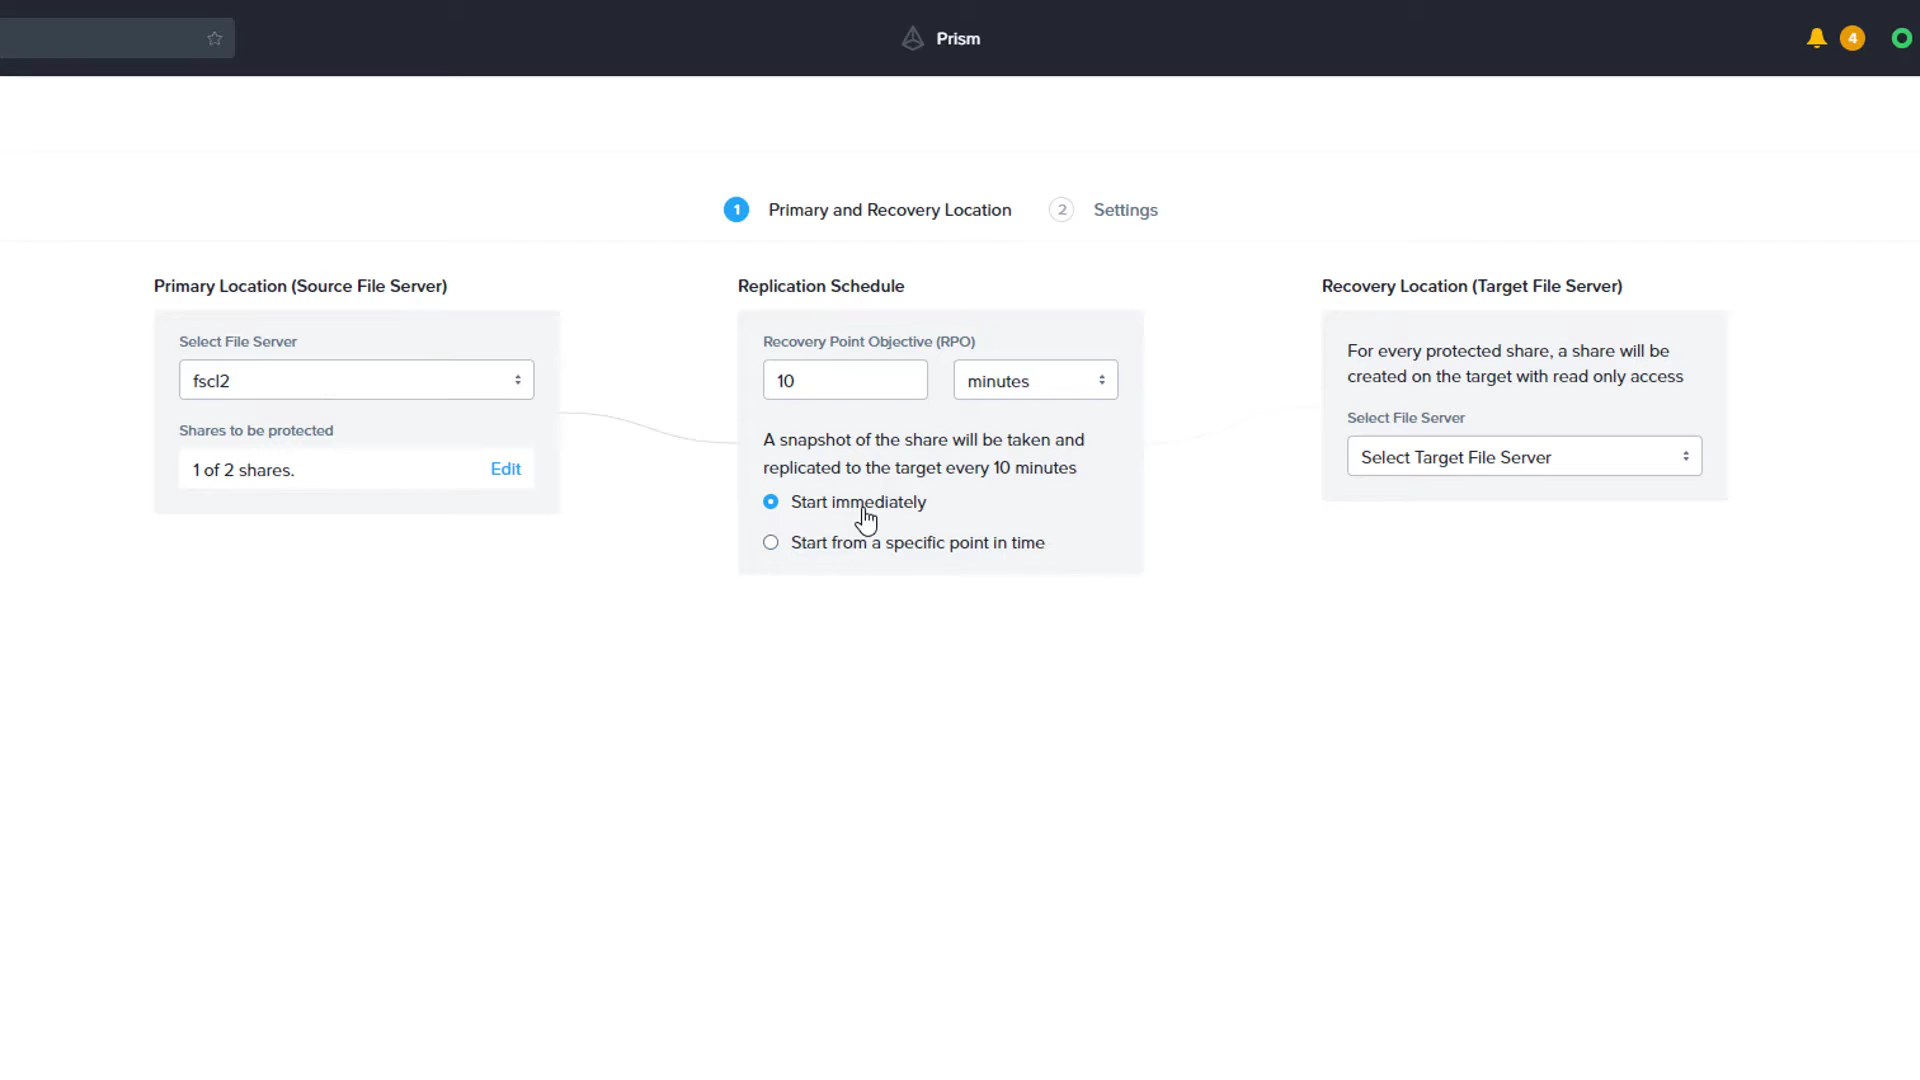 Prism
4
1 Primary and Recovery Location 2 Settings
Primary Location (Source File Server)
Select File Server
fscl2
Shares to be protected
1 of 2 shares. Edit
Replication Schedule
Recovery Point Objective (RPO)
10 minutes
A snapshot of the share will be taken and
replicated to the target every 10 minutes
Start immediately
Start from a specific point in time
Recovery Location (Target File Server)
For every protected share, a share will be
created on the target with read only access
Select File Server
Select Target File Server